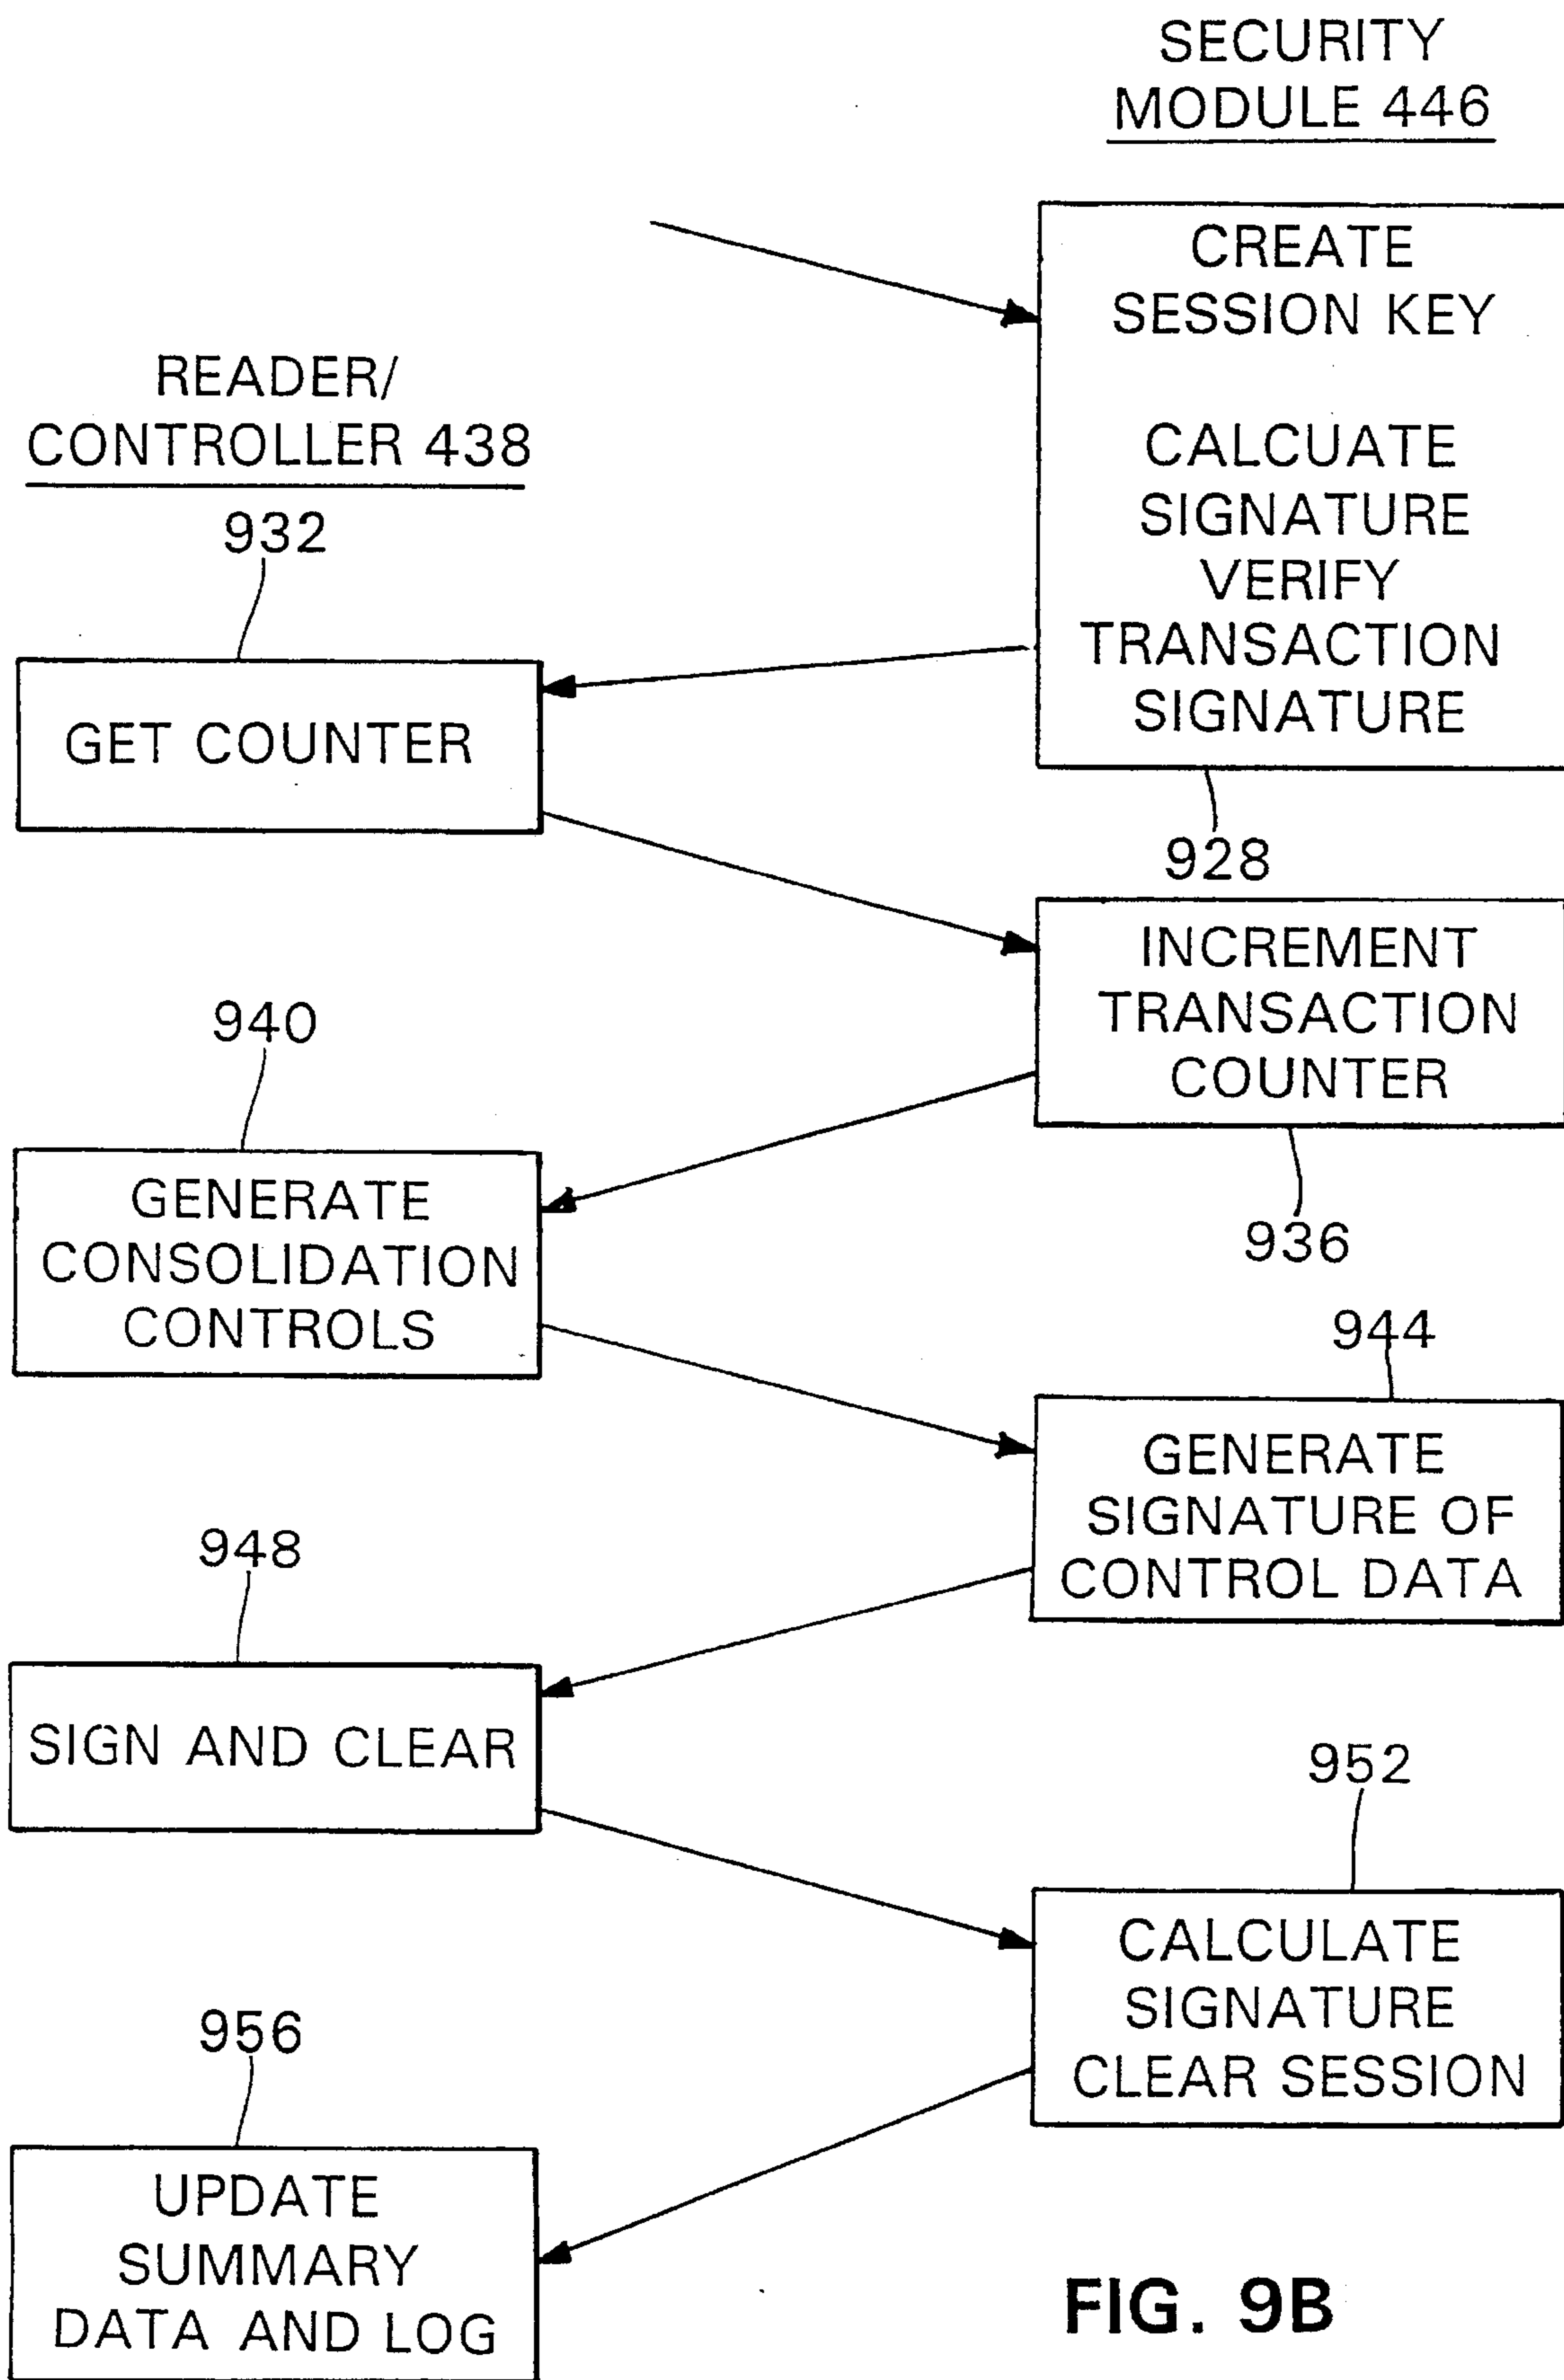 SECURITY
MODULE 446
CREATE
SESSION KEY
CALCUATE
SIGNATURE
VERIFY
TRANSACTION
SIGNATURE
928
READER/
CONTROLLER 438
932
GET COUNTER
INCREMENT
TRANSACTION
COUNTER
936
940
GENERATE
CONSOLIDATION
CONTROLS
944
GENERATE
SIGNATURE OF
CONTROL DATA
948
SIGN AND CLEAR
952
CALCULATE
SIGNATURE
CLEAR SESSION
956
UPDATE
SUMMARY
DATA AND LOG
FIG. 9B